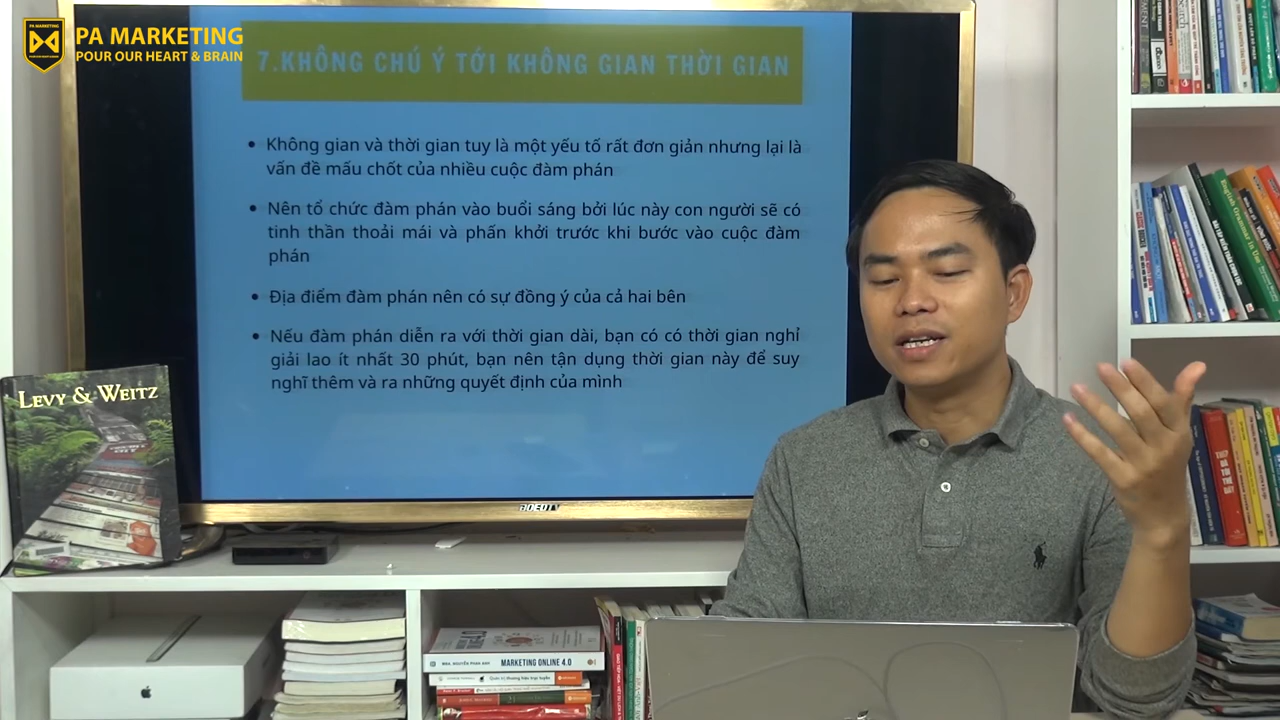 PA MARKETING
POUR OUR HEART & BRAIN
7.KHÔNG CHÚ Ý TỚI KHÔNG GIAN THỜI GIAN
Không gian và thời gian tuy là một yếu tố rất đơn giản nhưng lại là
vấn đề mấu chốt của nhiều cuộc đàm phán
Nên tổ chức đàm phán vào buổi sáng bởi lúc này con người sẽ có
tinh thần thoải mái và phấn khởi trước khi bước vào cuộc đàm
phán
Địa điểm đàm phán nên có sự đồng ý của cả hai bên
Nếu đàm phán diễn ra với thời gian dài, bạn có có thời gian nghỉ
giải lao ít nhất 30 phút, bạn nên tận dụng thời gian này để suy
nghĩ thêm và ra những quyết định của mình
LEVY & WEITZ
MARKETING ONLINE 4.0
English Grammar in Use